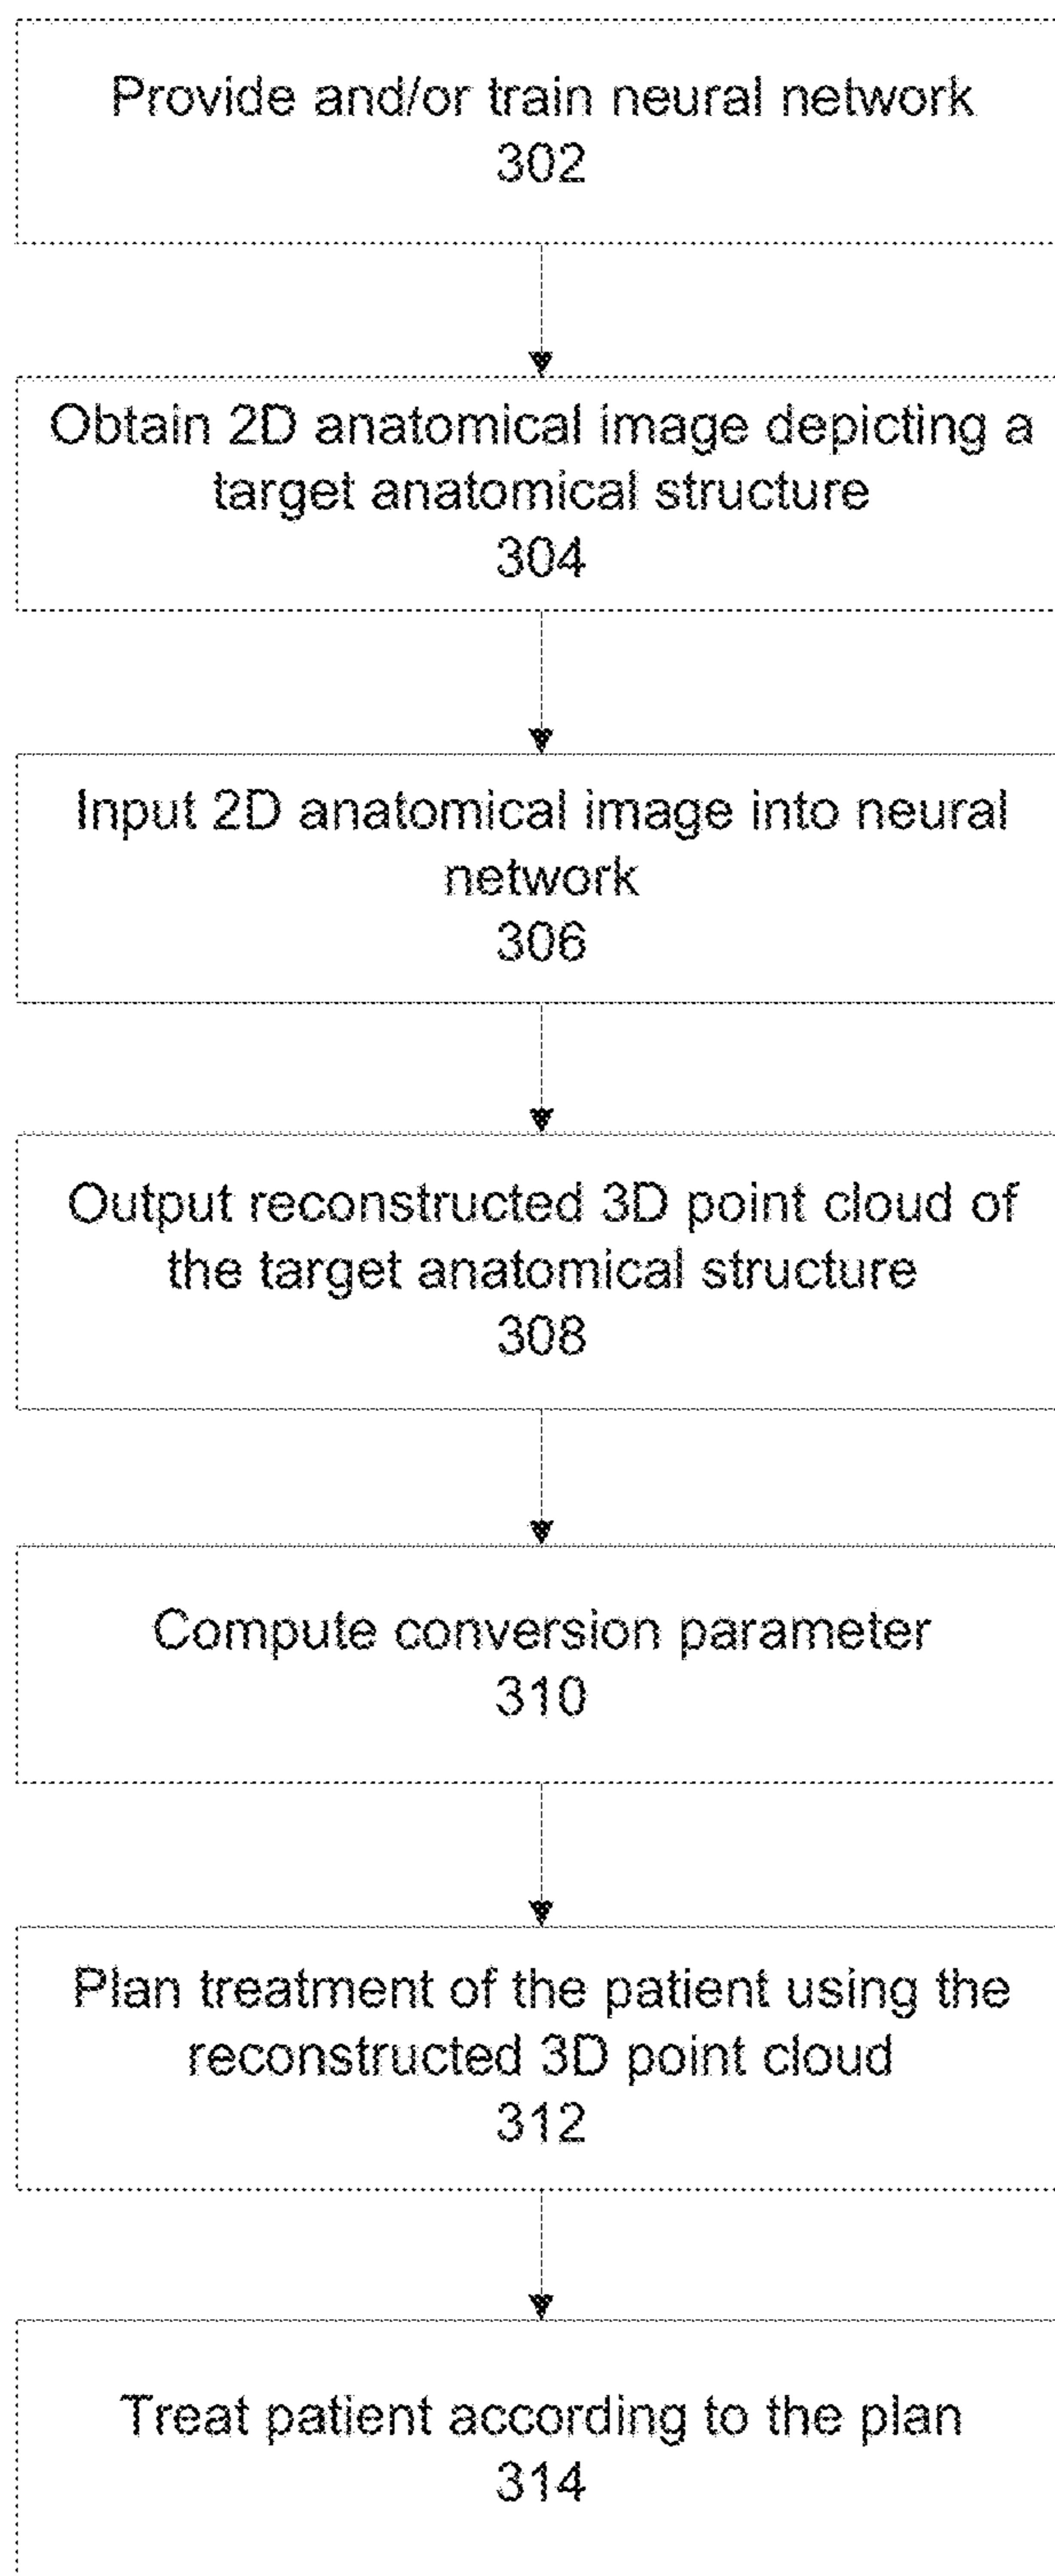 Provide and/or train neural network
302
Obtain 2D anatomical image depicting a
target anatomical structure
304
Input 2D anatomical image into neural
network
306
Output reconstructed 3D point cloud of
the target anatomical structure
308
Compute conversion parameter
310
Plan treatment of the patient using the
reconstructed 3D point cloud
312
Treat patient according to the plan
314